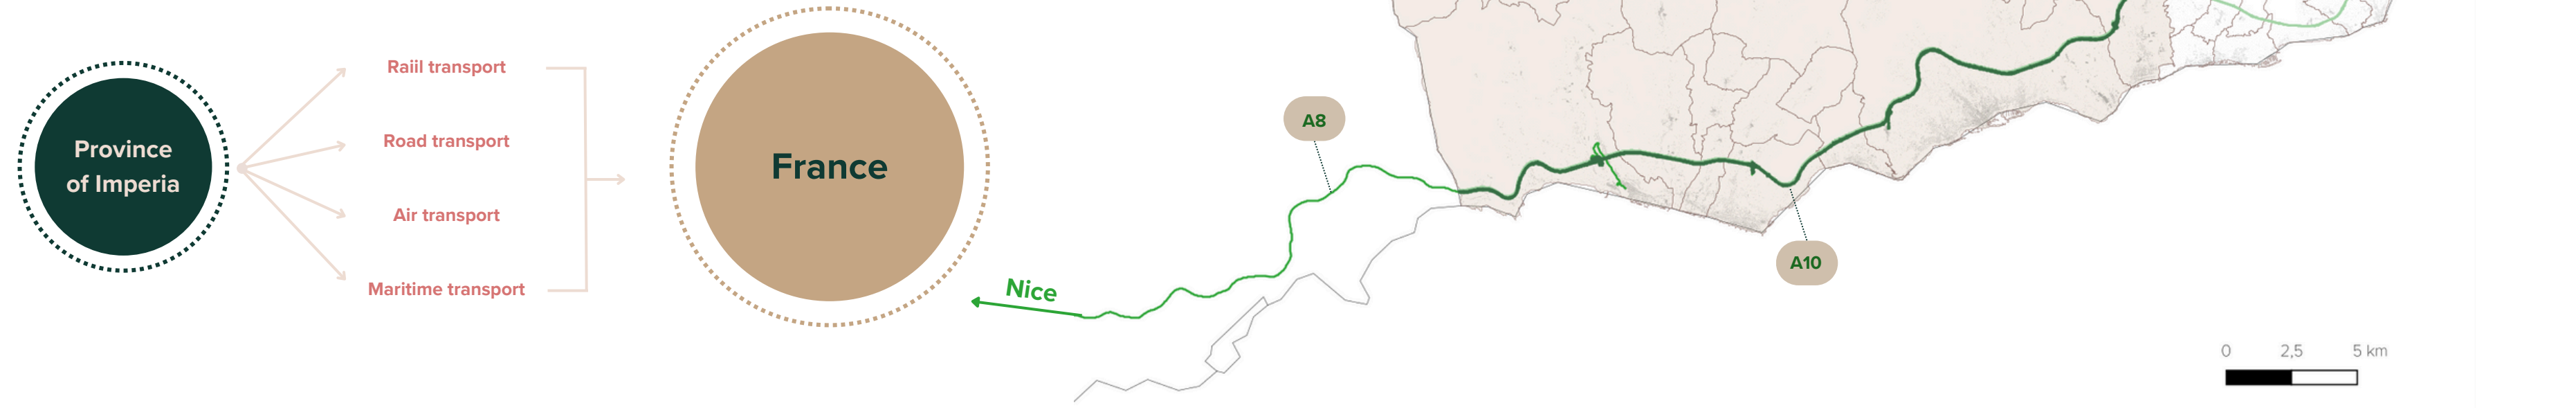 Province
of Imperia
Raiil transport
Road transport
Air transport
Maritime transport
France
Nice
A8
A10
0 2,5 5 km